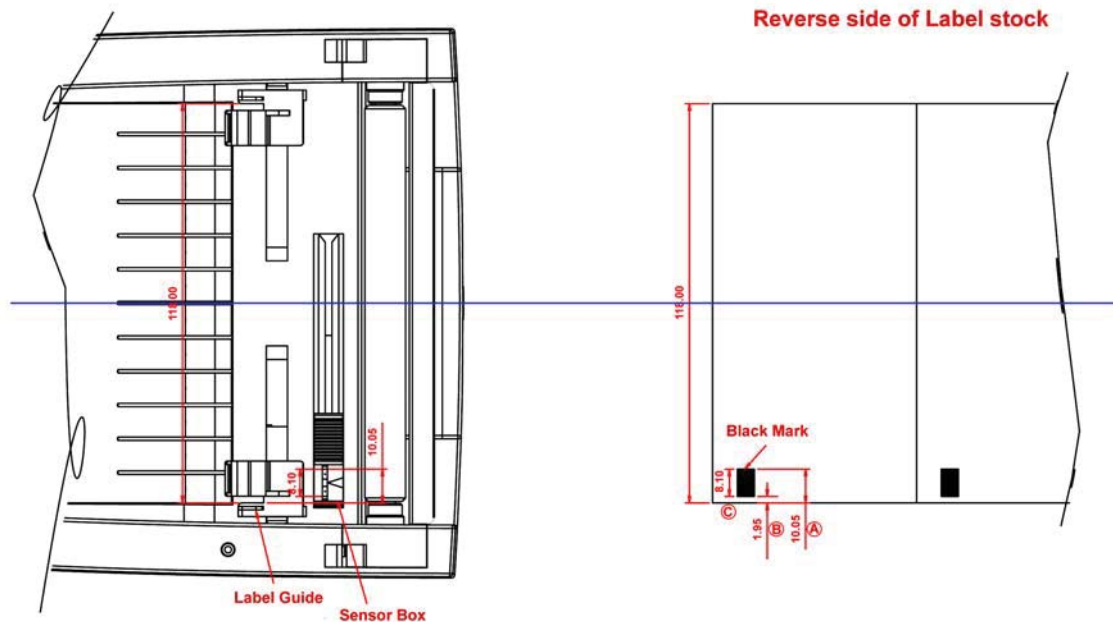 Reverse side of Label stock
118.00
10.05
8.10
Label Guide
Sensor Box
118.00
Black Mark
8.10
C
1.95
B
10.05
A